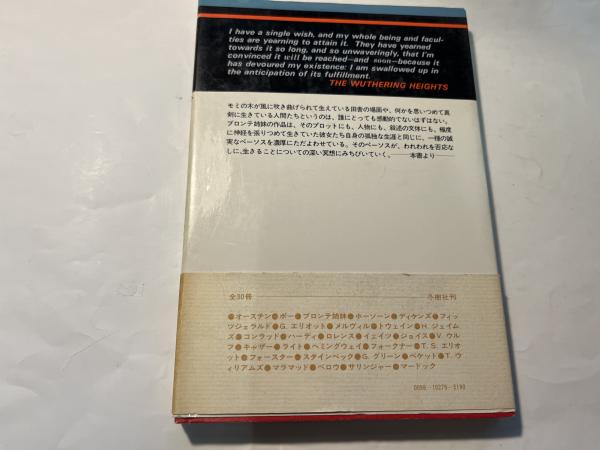 I have a single wish, and my whole being and facul-
ties are yearning to attain it. They have yearned
towards it so long, and so unwaveringly, that I'm
convinced it will be reached—and soon—because it
has devoured my existence: I am swallowed up in
the anticipation of its fulfillment.
THE WUTHERING HEIGHTS
モミの木が風に吹き曲げられて生えている田舎の場面や、何かを思いつめて真
剣に生きている人間たちというのは、誰にとっても感動的でないはずはない。
ブロンテ姉妹の作品は、そのプロットにも、人物にも、叙述の文体にも、極度
に神経を張りつめて生きていた彼女たち自身の孤独な生涯と同じに、一種の誠
実なペーソスを濃厚にただよわせている。そのペーソスが、われわれを否応な
しに、生きることについての深い冥想にみちびいていく。——本書より——
全30冊 冬樹社刊
●オースチン●ポー●ブロンテ姉妹●ホーソーン●ディケンズ●フィッ
ツジェラルド●G. エリオット●メルヴィル●トウェイン●H. ジェイム
ズ●コンラッド●ハーディ●ロレンス●イェイツ●ジョイス●V. ウル
フ●キャザー●ライト●ヘミングウェイ●フォークナー●T. S. エリオ
ット●フォースター●スタインベック●G. グリーン●ベケット●T. ウ
ィリアムズ●マラマッド●ベロウ●サリンジャー●マードック
0098-10276-5190